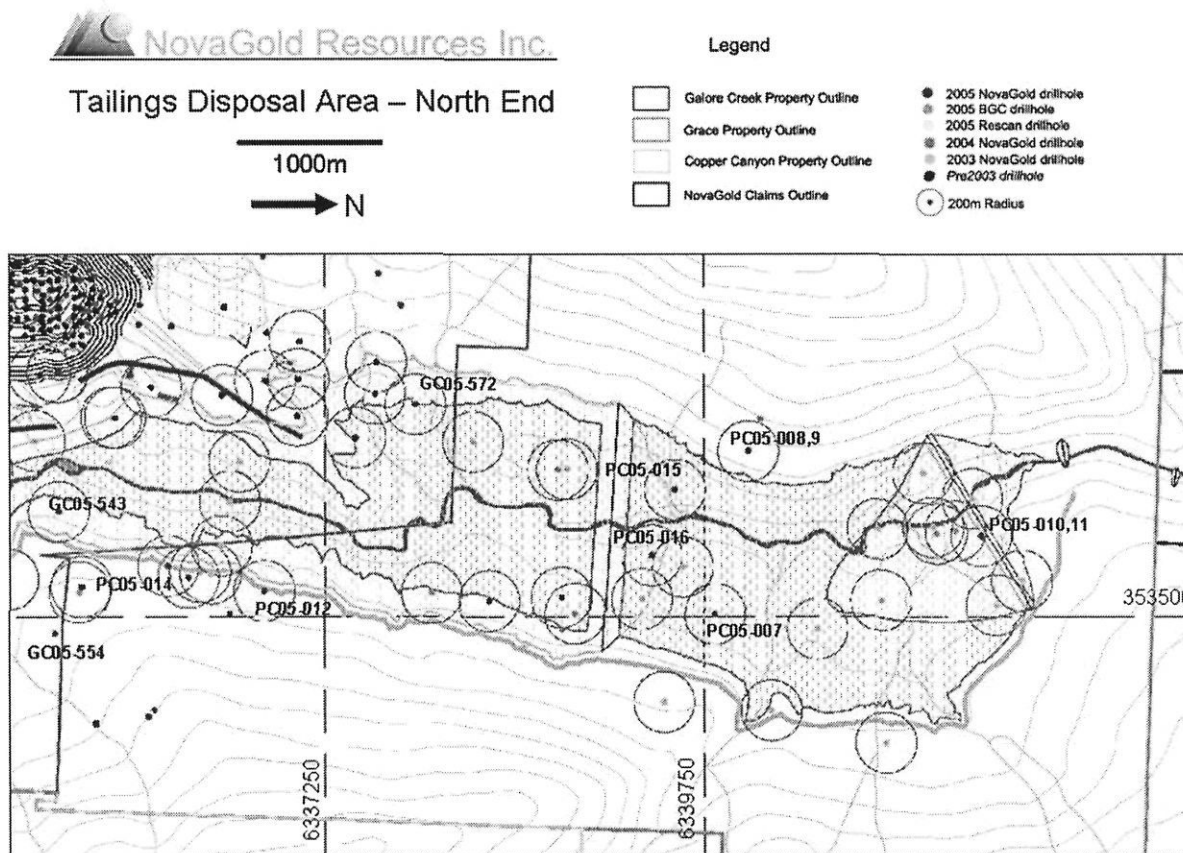 NovaGold Resources Inc.
Tailings Disposal Area – North End
1000m
N
Legend
Galore Creek Property Outline
Grace Property Outline
Copper Canyon Property Outline
NovaGold Claims Outline
2005 NovaGold drillhole
2005 BGC drillhole
2005 Rescan drillhole
2004 NovaGold drillhole
2003 NovaGold drillhole
Pre2003 drillhole
200m Radius
GC05-572
PC05-008,9
PC05-015
GC05-543
PC05-010,11
PC05-016
PC05-014
PC05-012
353500
PC05-007
GC05-554
6337250
6339750